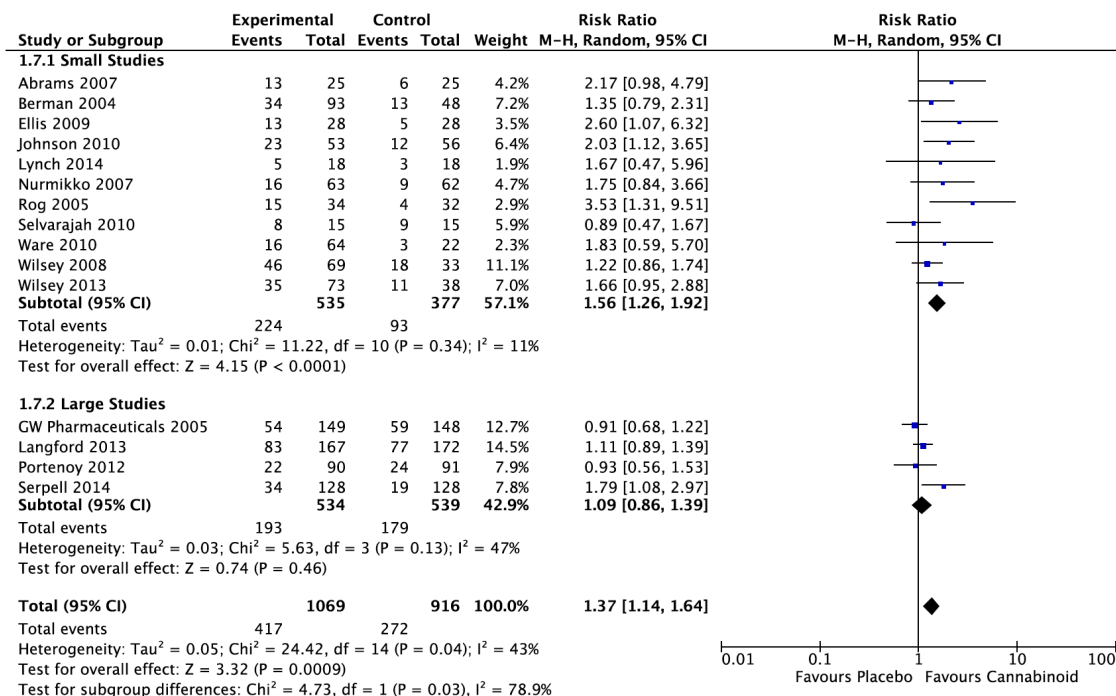 Experimental Control Risk Ratio Risk Ratio
Study or Subgroup Events Total Events Total Weight M-H, Random, 95% CI M-H, Random, 95% CI
1.7.1 Small Studies
Abrams 2007 13 25 6 25 4.2% 2.17 [0.98, 4.79]
Berman 2004 34 93 13 48 7.2% 1.35 [0.79, 2.31]
Ellis 2009 13 28 5 28 3.5% 2.60 [1.07, 6.32]
Johnson 2010 23 53 12 56 6.4% 2.03 [1.12, 3.65]
Lynch 2014 5 18 3 18 1.9% 1.67 [0.47, 5.96]
Nurmikko 2007 16 63 9 62 4.7% 1.75 [0.84, 3.66]
Rog 2005 15 34 4 32 2.9% 3.53 [1.31, 9.51]
Selvarajah 2010 8 15 9 15 5.9% 0.89 [0.47, 1.67]
Ware 2010 16 64 3 22 2.3% 1.83 [0.59, 5.70]
Wilsey 2008 46 69 18 33 11.1% 1.22 [0.86, 1.74]
Wilsey 2013 35 73 11 38 7.0% 1.66 [0.95, 2.88]
Subtotal (95% CI) 535 377 57.1% 1.56 [1.26, 1.92]
Total events 224 93
Heterogeneity: Tau² = 0.01; Chi² = 11.22, df = 10 (P = 0.34); I² = 11%
Test for overall effect: Z = 4.15 (P < 0.0001)
1.7.2 Large Studies
GW Pharmaceuticals 2005 54 149 59 148 12.7% 0.91 [0.68, 1.22]
Langford 2013 83 167 77 172 14.5% 1.11 [0.89, 1.39]
Portenoy 2012 22 90 24 91 7.9% 0.93 [0.56, 1.53]
Serpell 2014 34 128 19 128 7.8% 1.79 [1.08, 2.97]
Subtotal (95% CI) 534 539 42.9% 1.09 [0.86, 1.39]
Total events 193 179
Heterogeneity: Tau² = 0.03; Chi² = 5.63, df = 3 (P = 0.13); I² = 47%
Test for overall effect: Z = 0.74 (P = 0.46)
Total (95% CI) 1069 916 100.0% 1.37 [1.14, 1.64]
Total events 417 272
Heterogeneity: Tau² = 0.05; Chi² = 24.42, df = 14 (P = 0.04); I² = 43%
Test for overall effect: Z = 3.32 (P = 0.0009)
Test for subgroup differences: Chi² = 4.73, df = 1 (P = 0.03), I² = 78.9%
0.01 0.1 1 10 100
Favours Placebo Favours Cannabinoid